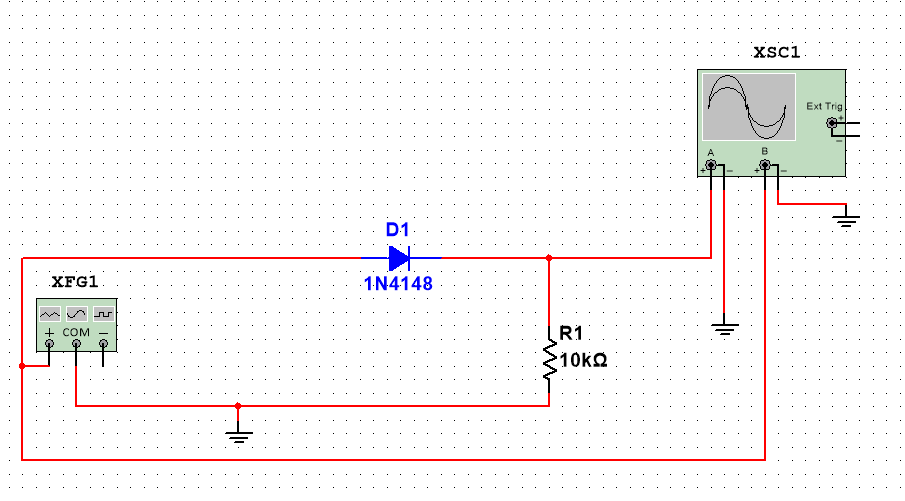 XSC1
Ext Trig
+
−
A
B
+
−
+
−
D1
1N4148
XFG1
+ COM −
R1
10kΩ